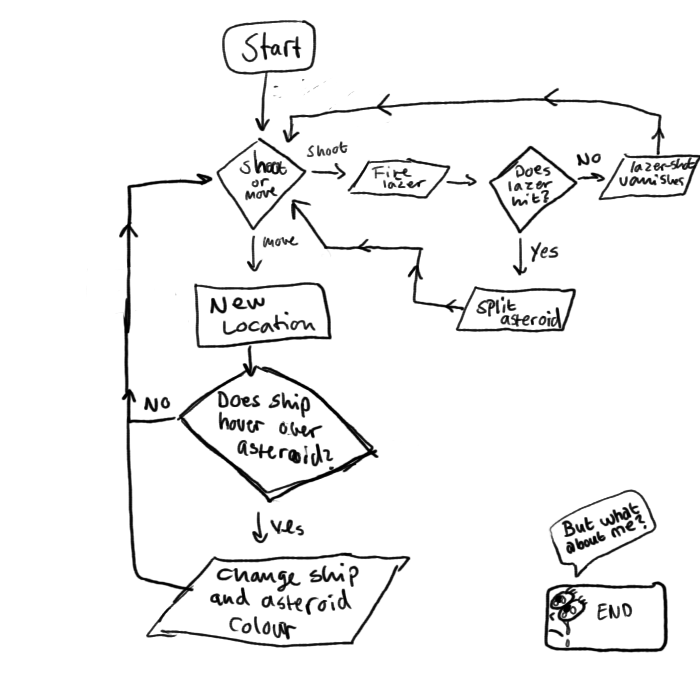 Start
shoot
or
move
shoot
Fire
lazer
Does
lazer
hit?
NO
lazer-shot
vanishes
Yes
split
asteroid
move
New
Location
Does ship
hover over
asteroid?
NO
Yes
change ship
and asteroid
colour
But what
about me?
END